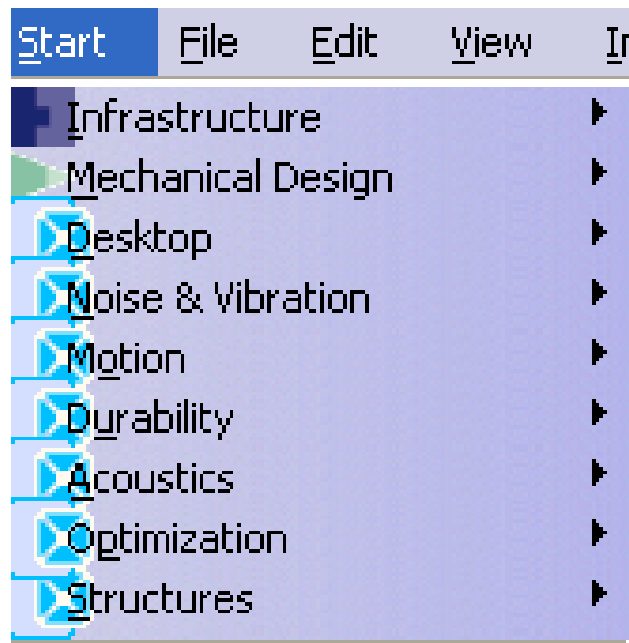 Start File Edit View
Infrastructure
Mechanical Design
Desktop
Noise & Vibration
Motion
Durability
Acoustics
Optimization
Structures